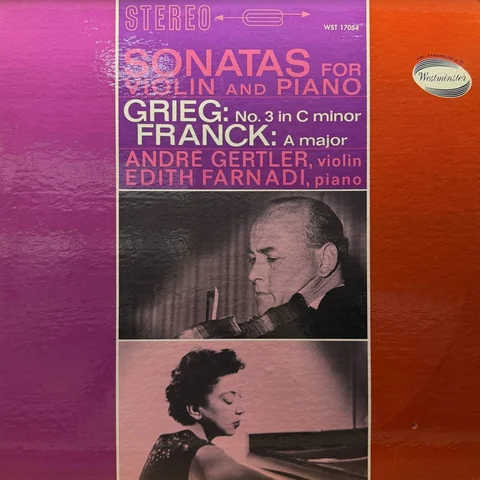 STEREO
WST 17054
SONATAS FOR
VIOLIN AND PIANO
GRIEG: No. 3 in C minor
FRANCK: A major
ANDRÉ GERTLER, violin
EDITH FARNADI, piano
Westminster